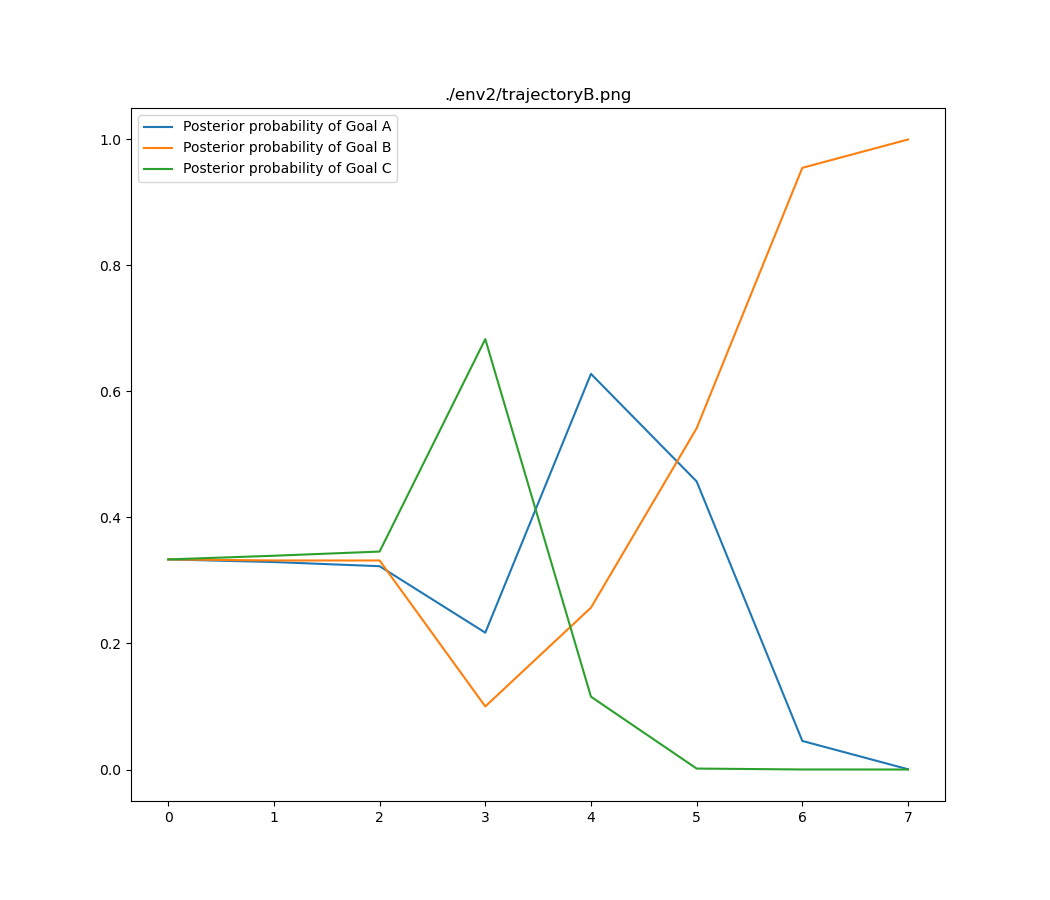 ./env2/trajectoryB.png
Posterior probability of Goal A
Posterior probability of Goal B
Posterior probability of Goal C
1.0
0.8
0.6
0.4
0.2
0.0
0 1 2 3 4 5 6 7